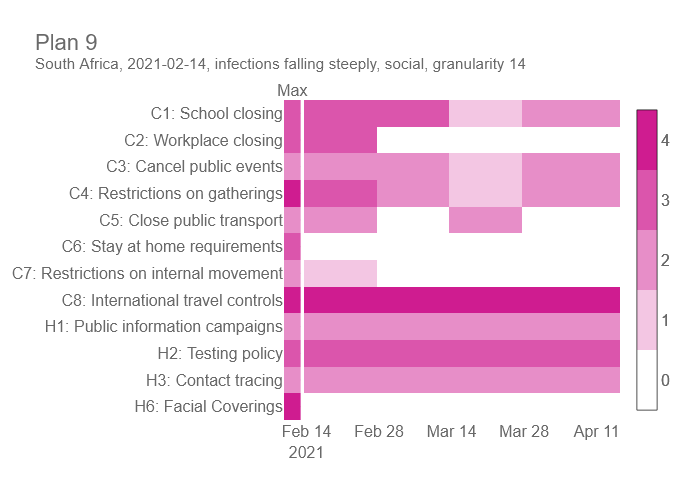 Plan 9
South Africa, 2021-02-14, infections falling steeply, social, granularity 14
Max
C1: School closing
C2: Workplace closing
C3: Cancel public events
C4: Restrictions on gatherings
C5: Close public transport
C6: Stay at home requirements
C7: Restrictions on internal movement
C8: International travel controls
H1: Public information campaigns
H2: Testing policy
H3: Contact tracing
H6: Facial Coverings
Feb 14 Feb 28 Mar 14 Mar 28 Apr 11
2021
4
3
2
1
0